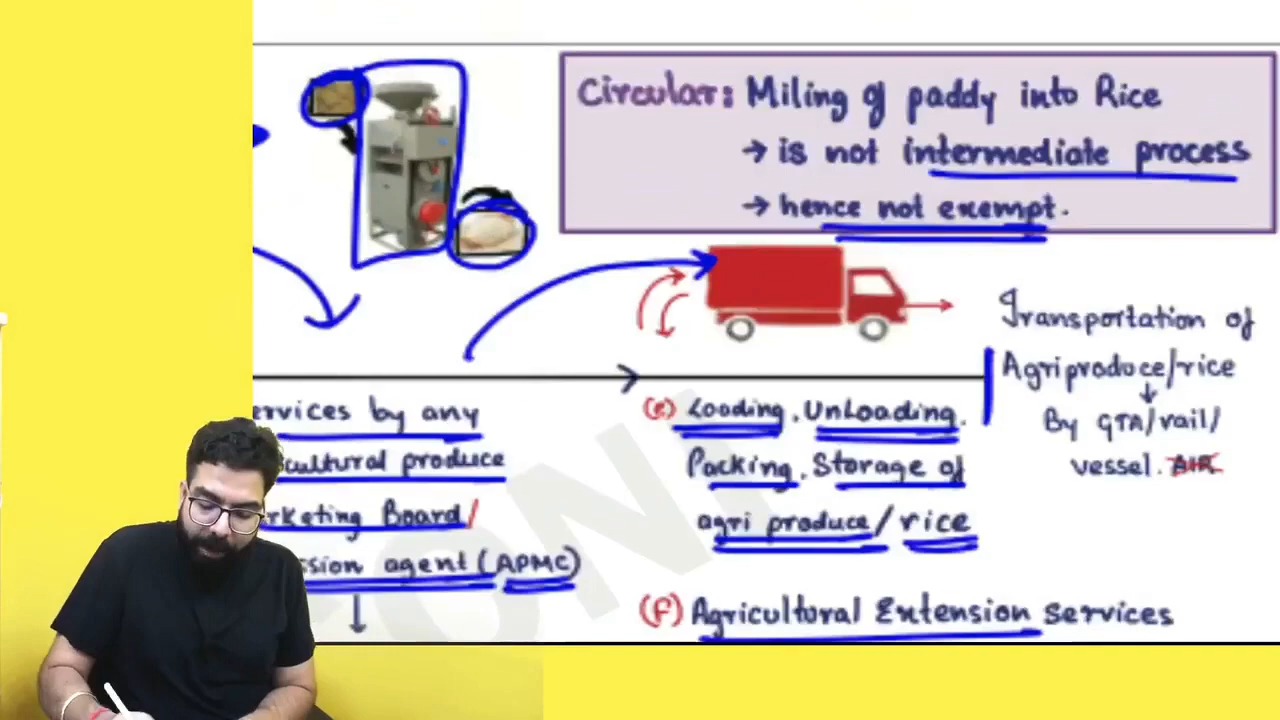 Circular: Miling of paddy into Rice
→ is not intermediate process
→ hence not exempt.
Transportation of
Agriproduce/rice
↓
By GTA/rail/
vessel. AIR
ervices by any
cultural produce
rketing Board/
ssion agent (APMC)
(e) Loading, Unloading,
Packing, Storage of
agri produce/rice
(f) Agricultural Extension Services